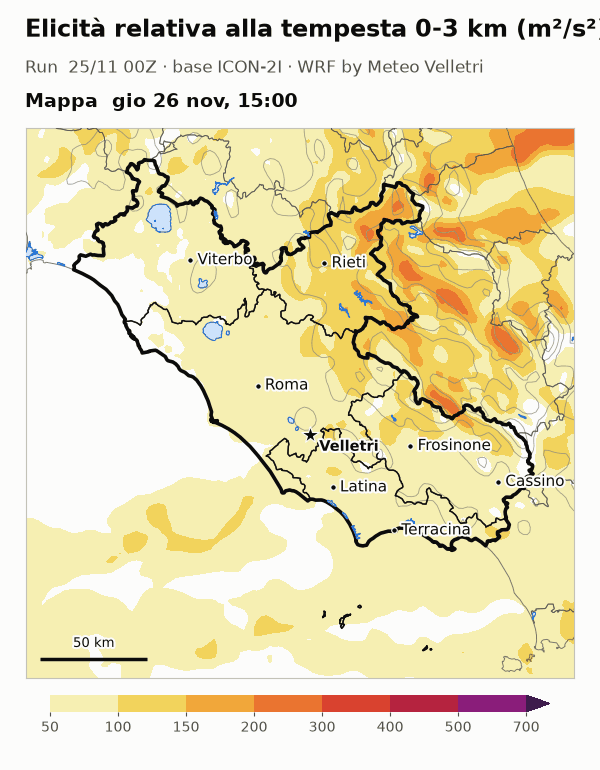 Elicità relativa alla tempesta 0-3 km (m²/s²)
Run 25/11 00Z · base ICON-2I · WRF by Meteo Velletri
Mappa gio 26 nov, 15:00
Viterbo
Rieti
Roma
Velletri
Frosinone
Cassino
Latina
Terracina
50 km
50 100 150 200 300 400 500 700